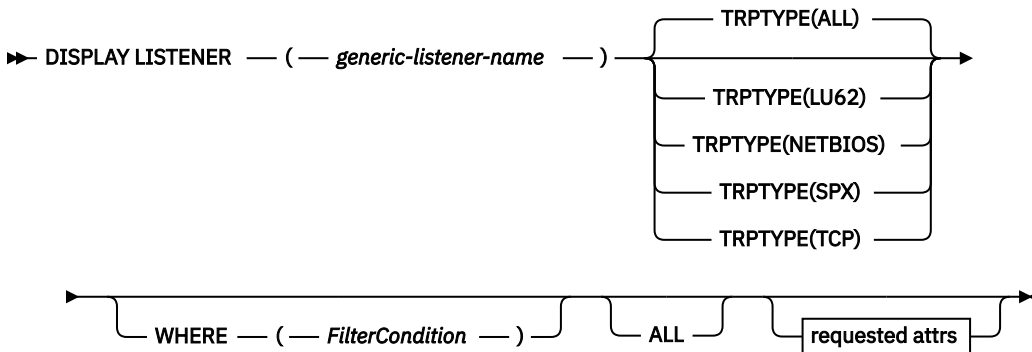 TRPTYPE(ALL)
DISPLAY LISTENER ( generic-listener-name )
TRPTYPE(LU62)
TRPTYPE(NETBIOS)
TRPTYPE(SPX)
TRPTYPE(TCP)
WHERE ( FilterCondition ) ALL requested attrs